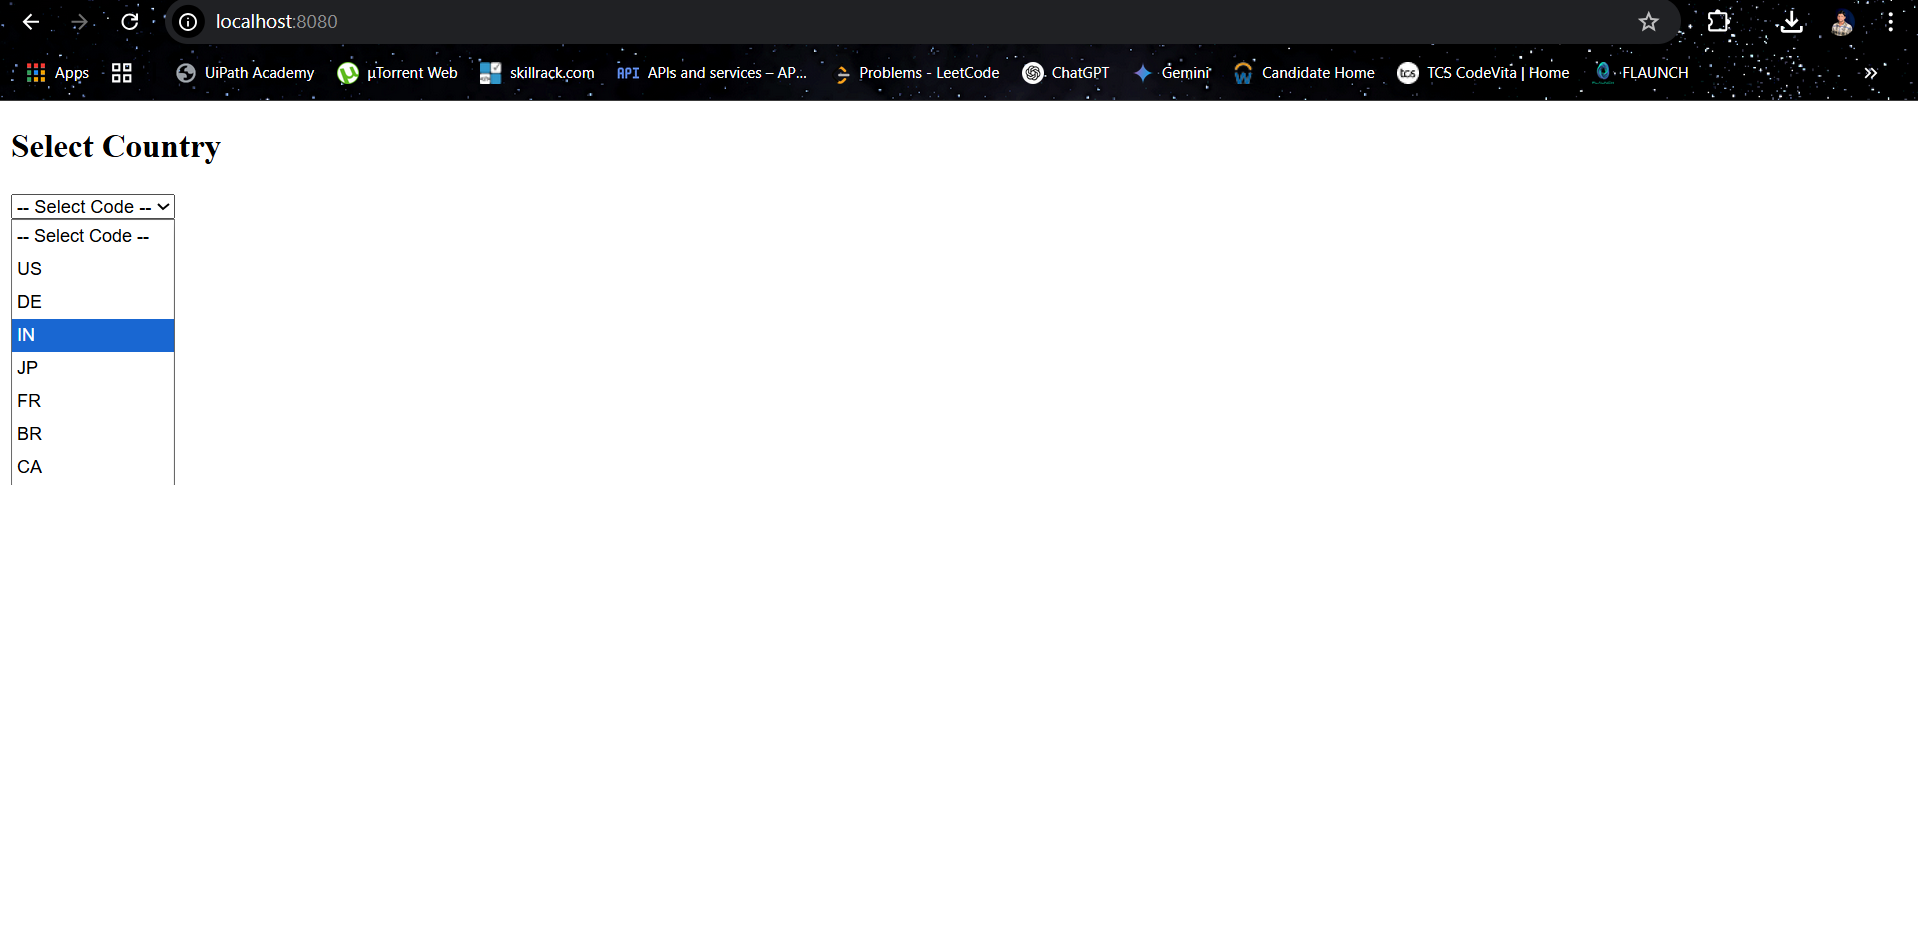 localhost:8080
Apps UiPath Academy µTorrent Web skillrack.com API APIs and services – AP... Problems - LeetCode ChatGPT Gemini Candidate Home tcs TCS CodeVita | Home FLAUNCH
Select Country
-- Select Code --
-- Select Code --
US
DE
IN
JP
FR
BR
CA